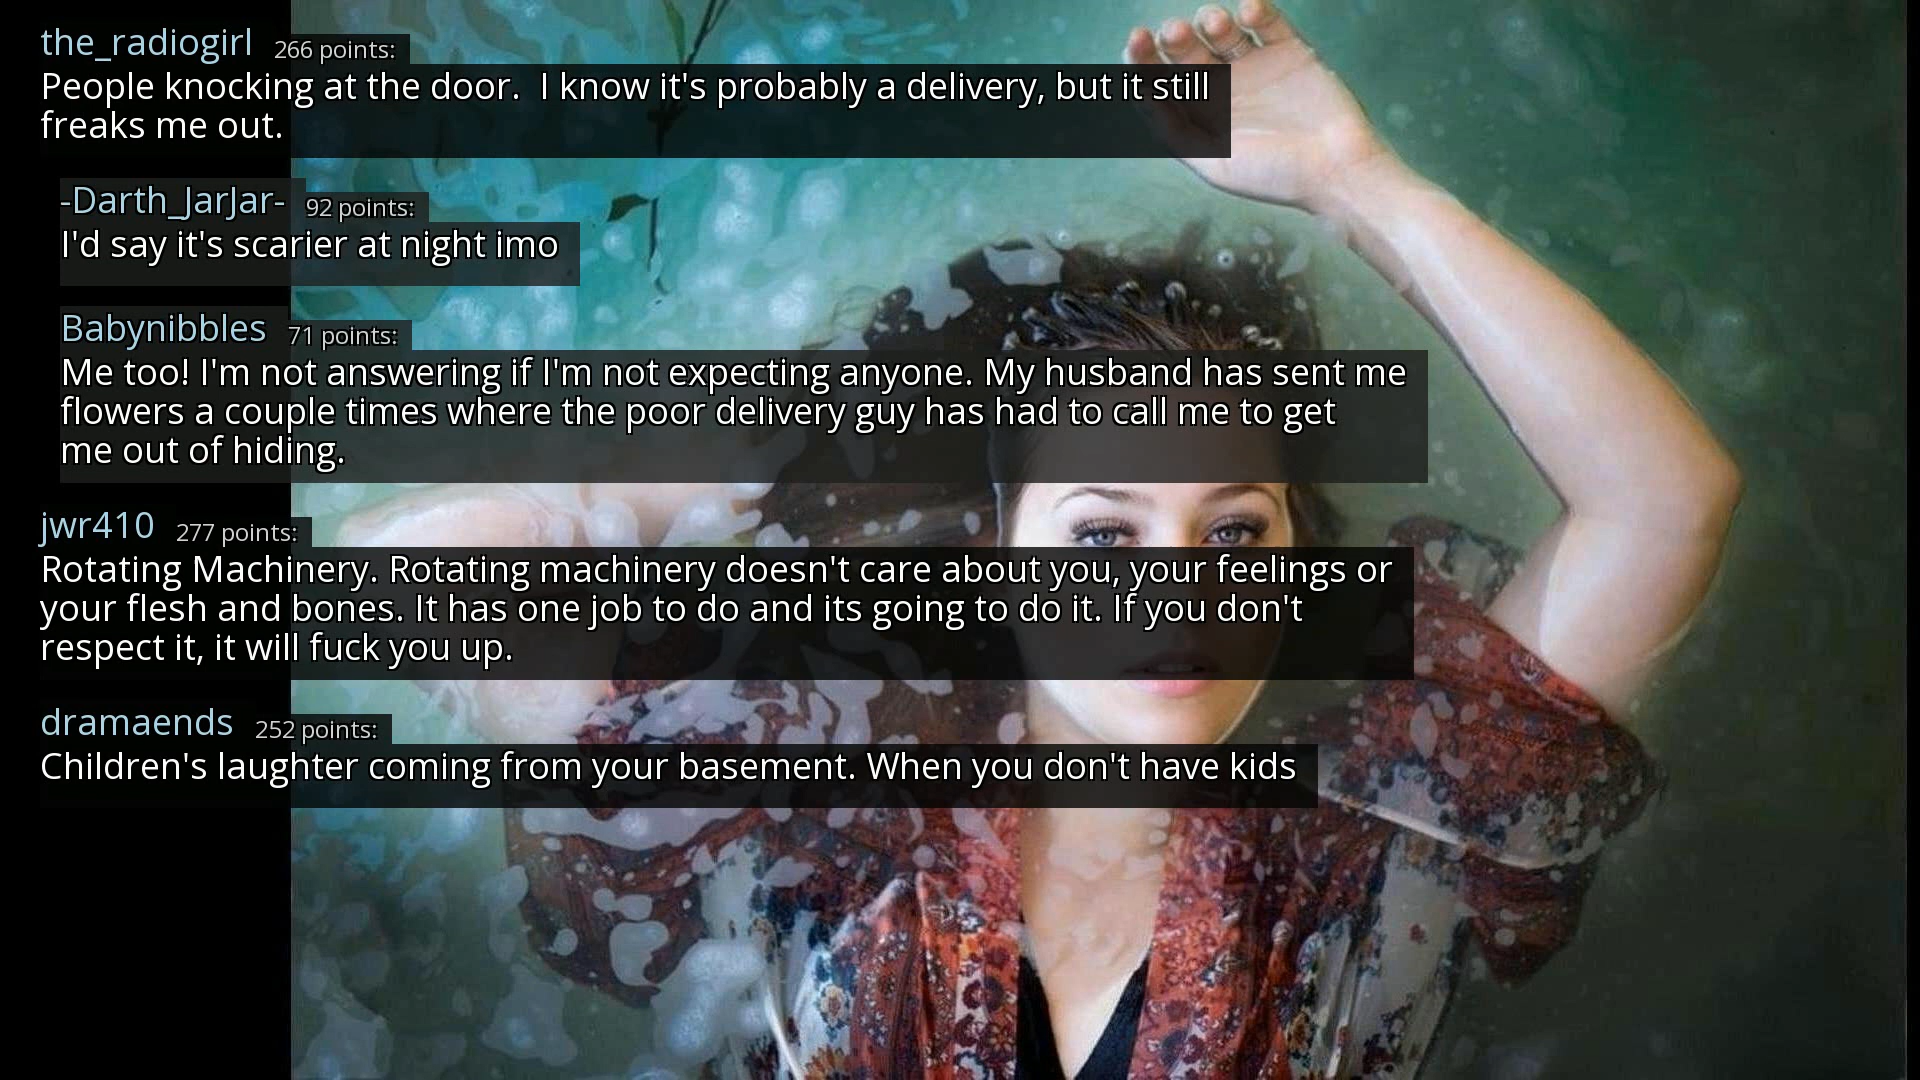 the_radiogirl 266 points:
People knocking at the door.  I know it's probably a delivery, but it still
freaks me out.
-Darth_JarJar- 92 points:
I'd say it's scarier at night imo
Babynibbles 71 points:
Me too! I'm not answering if I'm not expecting anyone. My husband has sent me
flowers a couple times where the poor delivery guy has had to call me to get
me out of hiding.
jwr410 277 points:
Rotating Machinery. Rotating machinery doesn't care about you, your feelings or
your flesh and bones. It has one job to do and its going to do it. If you don't
respect it, it will fuck you up.
dramaends 252 points:
Children's laughter coming from your basement. When you don't have kids